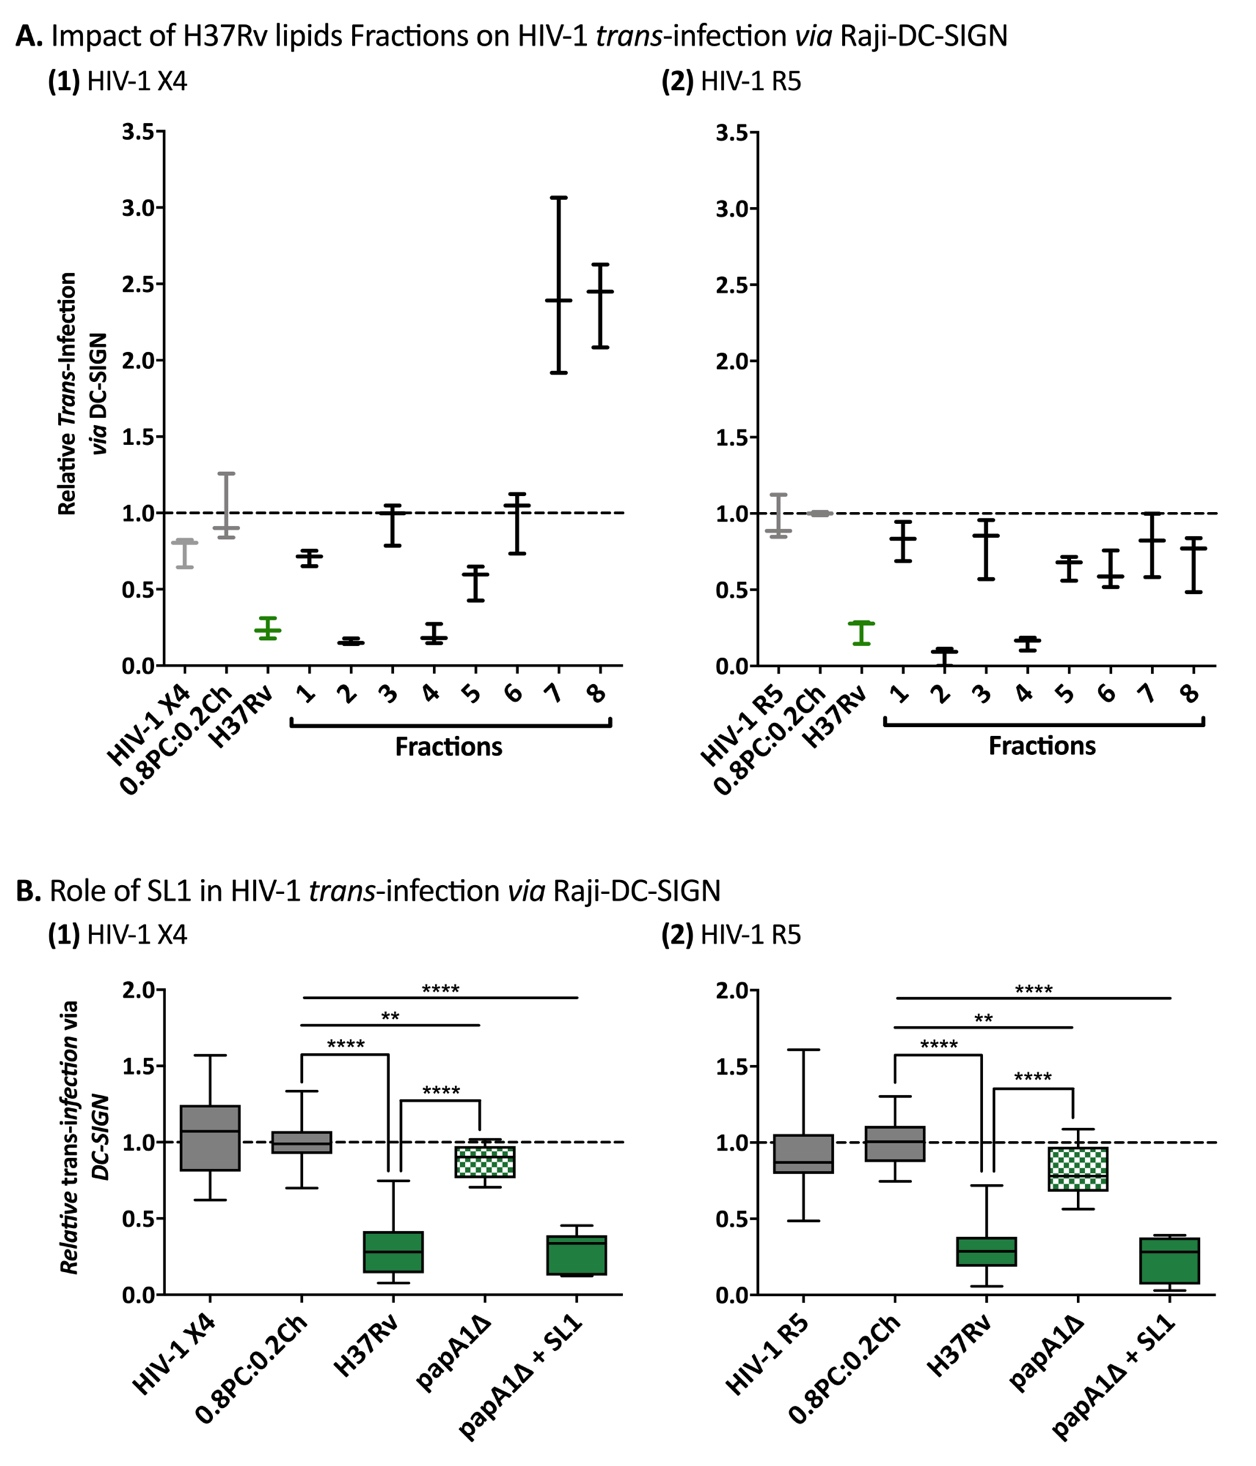 A. Impact of H37Rv lipids Fractions on HIV-1 trans-infection via Raji-DC-SIGN
(1) HIV-1 X4
(2) HIV-1 R5
Relative Trans-Infection
via DC-SIGN
3.5
3.0
2.5
2.0
1.5
1.0
0.5
0.0
HIV-1 X4
0.8PC:0.2Ch
H37Rv
1
2
3
4
5
6
7
8
Fractions
3.5
3.0
2.5
2.0
1.5
1.0
0.5
0.0
HIV-1 R5
0.8PC:0.2Ch
H37Rv
1
2
3
4
5
6
7
8
Fractions
B. Role of SL1 in HIV-1 trans-infection via Raji-DC-SIGN
(1) HIV-1 X4
(2) HIV-1 R5
Relative trans-infection via
DC-SIGN
2.0
1.5
1.0
0.5
0.0
****
**
****
****
HIV-1 X4
0.8PC:0.2Ch
H37Rv
papA1Δ
papA1Δ + SL1
2.0
1.5
1.0
0.5
0.0
****
**
****
****
HIV-1 R5
0.8PC:0.2Ch
H37Rv
papA1Δ
papA1Δ + SL1